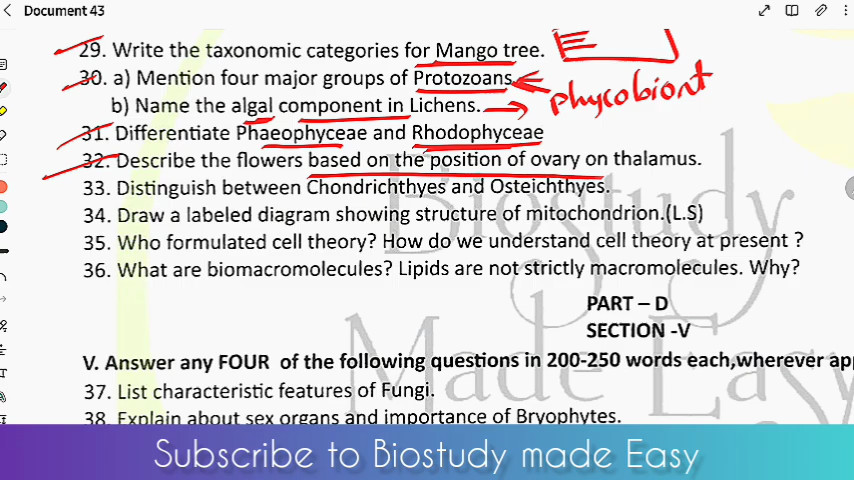 Document 43
29. Write the taxonomic categories for Mango tree.
30. a) Mention four major groups of Protozoans.
phycobiont
b) Name the algal component in Lichens.
31. Differentiate Phaeophyceae and Rhodophyceae
32. Describe the flowers based on the position of ovary on thalamus.
33. Distinguish between Chondrichthyes and Osteichthyes.
34. Draw a labeled diagram showing structure of mitochondrion.(L.S)
35. Who formulated cell theory? How do we understand cell theory at present ?
36. What are biomacromolecules? Lipids are not strictly macromolecules. Why?
PART – D
SECTION -V
V. Answer any FOUR of the following questions in 200-250 words each,wherever app
37. List characteristic features of Fungi.
38. Explain about sex organs and importance of Bryophytes.
Biostudy
Made Easy
Subscribe to Biostudy made Easy